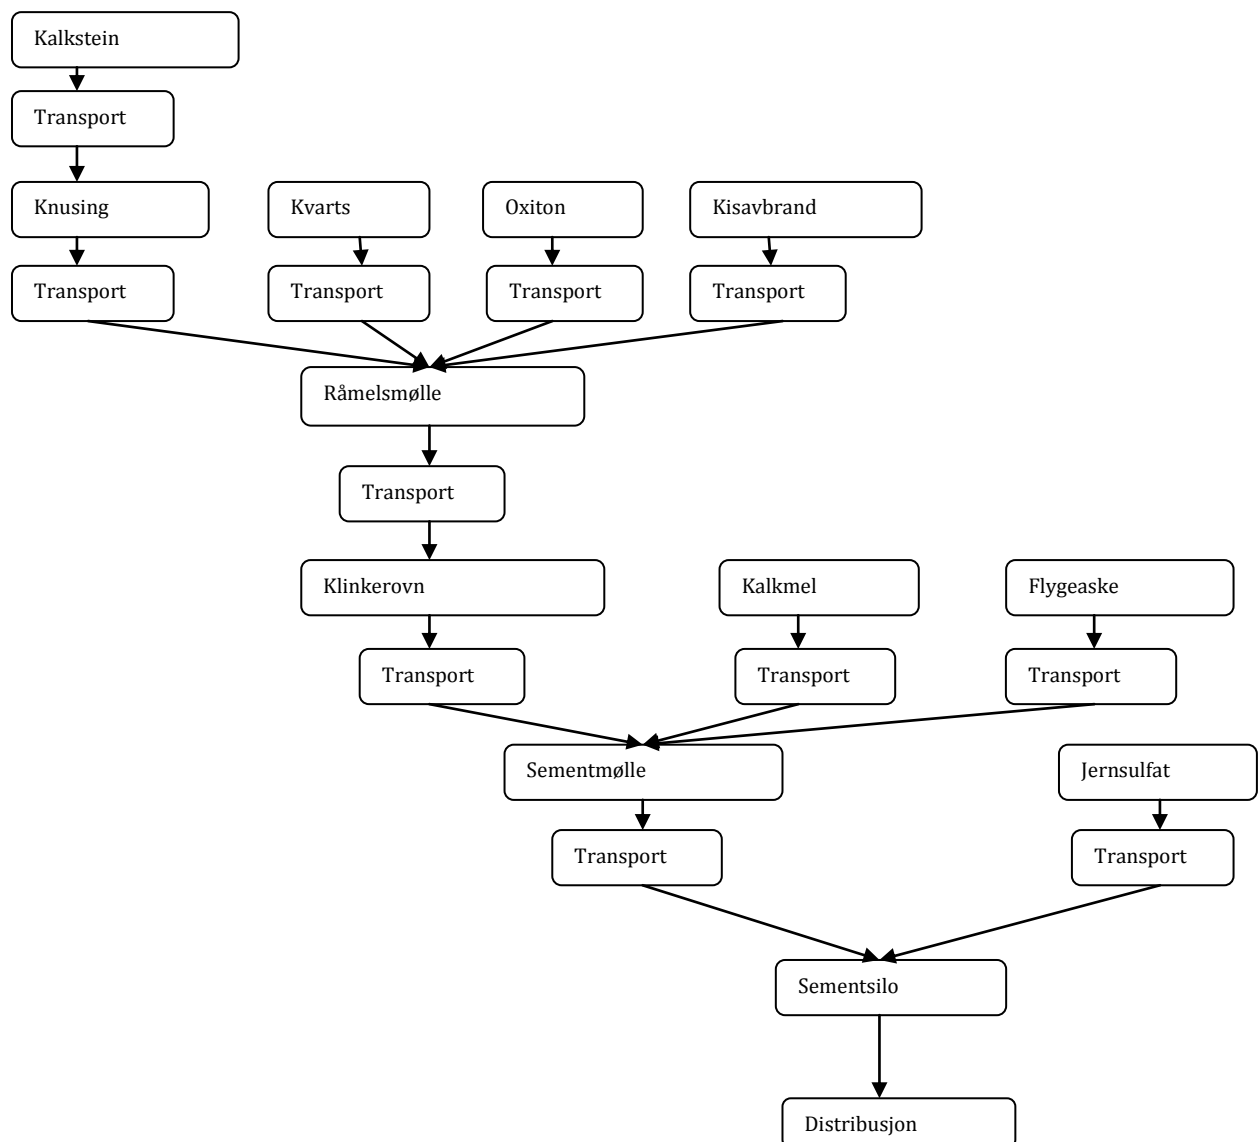 Kalkstein
Transport
Knusing
Kvarts
Oxiton
Kisavbrand
Transport
Transport
Transport
Transport
Råmelsmølle
Transport
Klinkerovn
Kalkmel
Flygeaske
Transport
Transport
Transport
Sementmølle
Jernsulfat
Transport
Transport
Sementsilo
Distribusjon